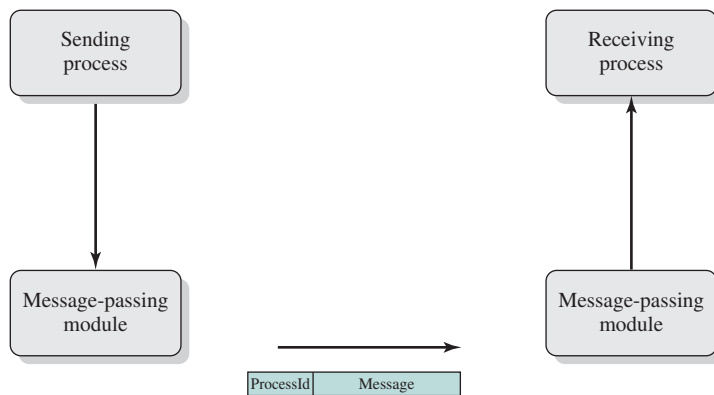 Sending
process
Receiving
process
Message-passing
module
Message-passing
module
ProcessId
Message